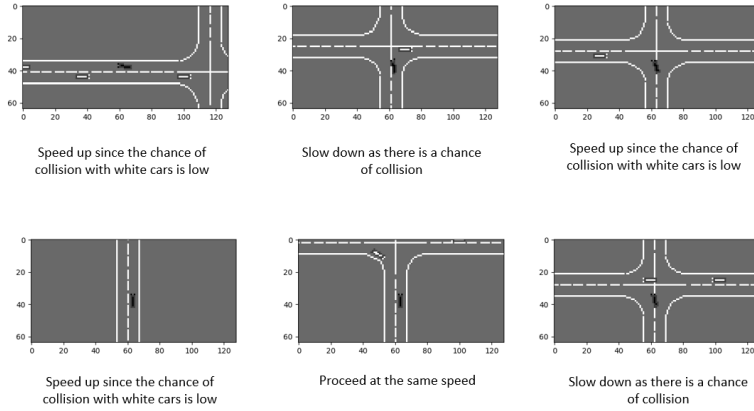 0
20
40
60
0 20 40 60 80 100 120
0
20
40
60
0 20 40 60 80 100 120
0
20
40
60
0 20 40 60 80 100 120
Speed up since the chance of
collision with white cars is low
Slow down as there is a chance
of collision
Speed up since the chance of
collision with white cars is low
0
20
40
60
0 20 40 60 80 100 120
0
20
40
60
0 20 40 60 80 100 120
0
20
40
60
0 20 40 60 80 100 120
Speed up since the chance of
collision with white cars is low
Proceed at the same speed
Slow down as there is a chance
of collision